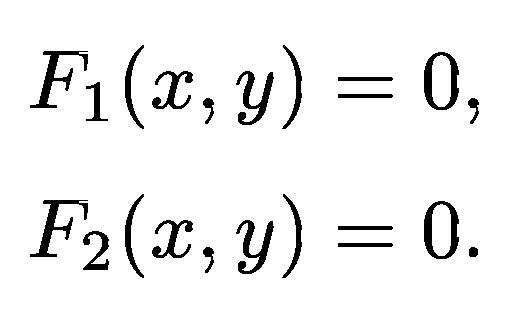 F₁(x, y) = 0,
F₂(x, y) = 0.